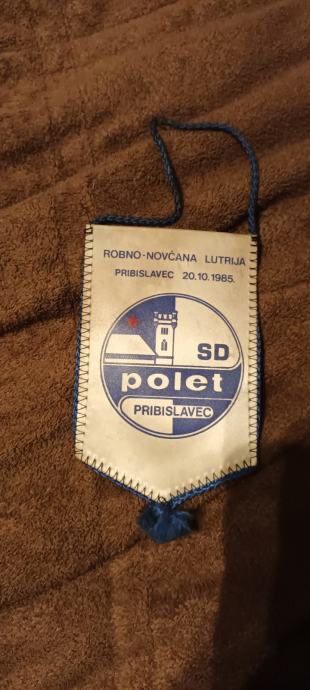 ROBNO-NOVČANA LUTRIJA
PRIBISLAVEC 20.10.1985.
SD
polet
PRIBISLAVEC